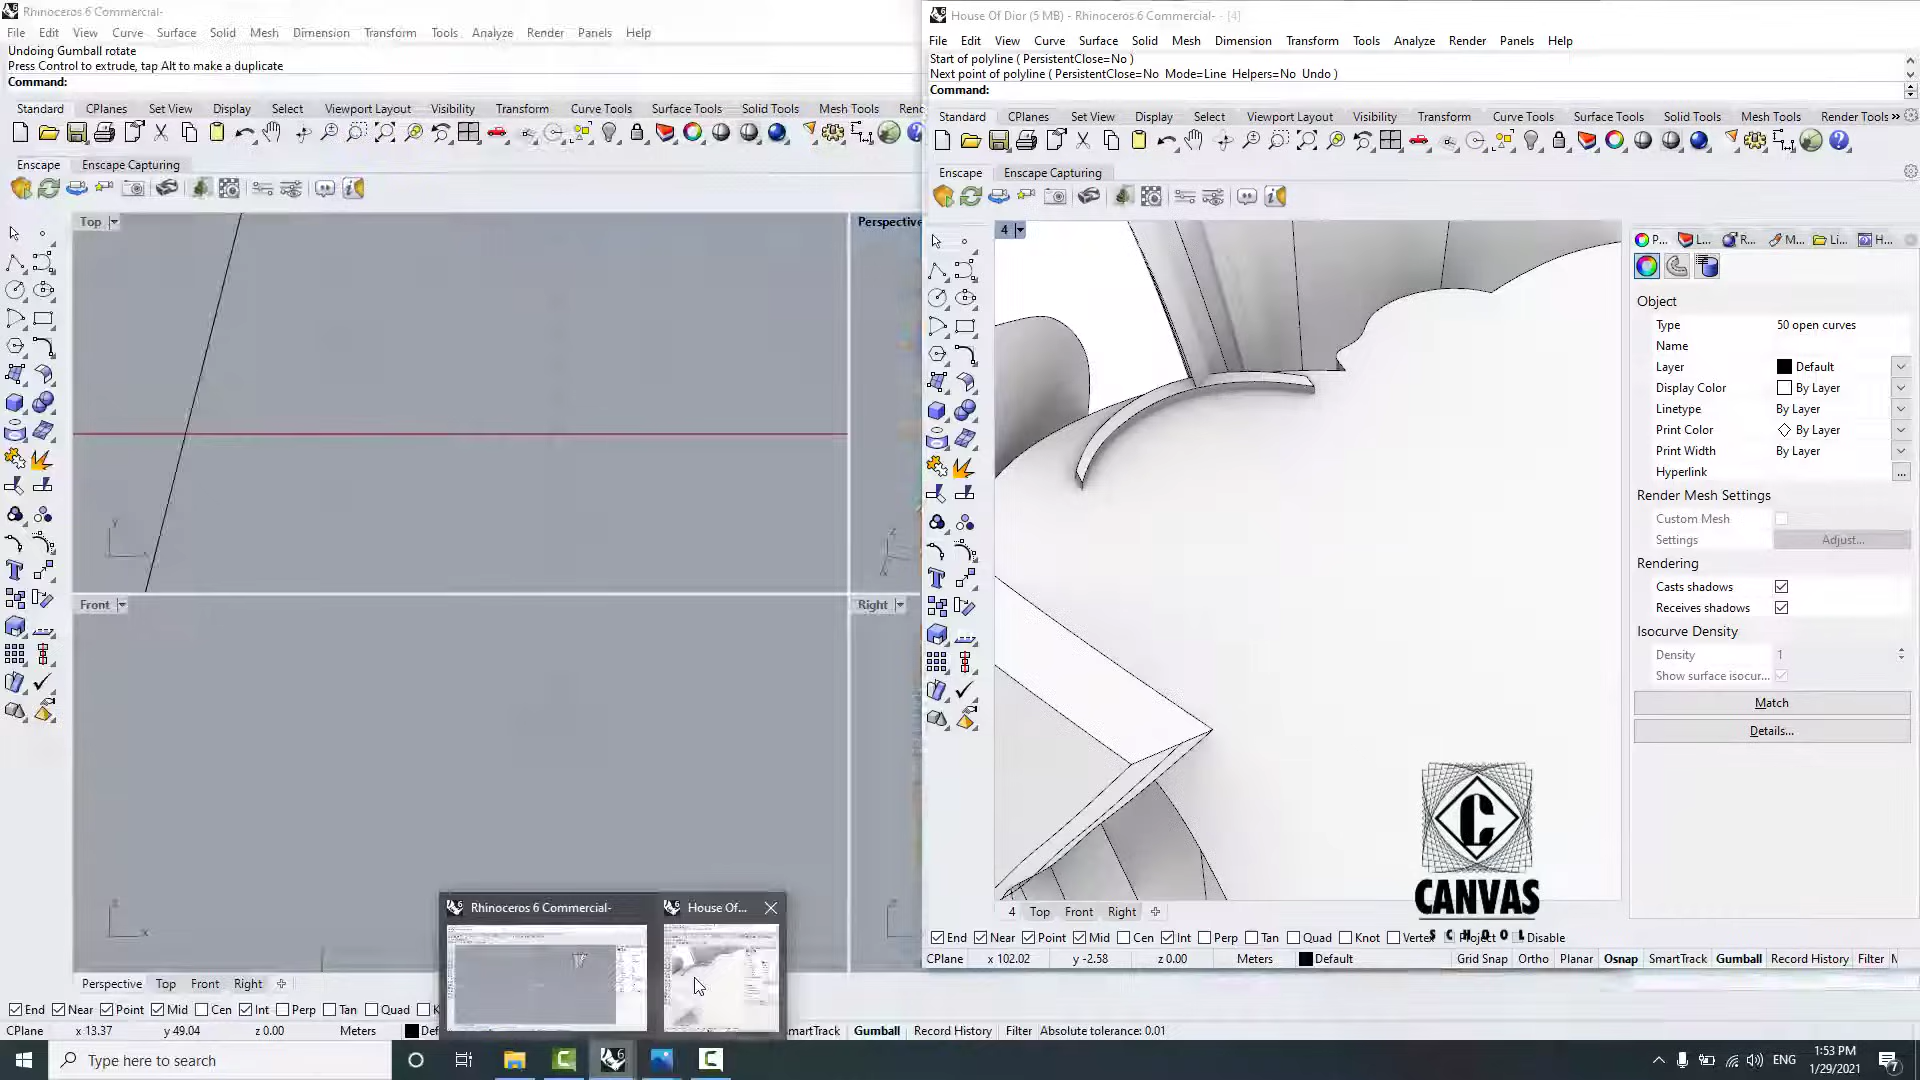 Rhinoceros 6 Commercial-
File Edit View Curve Surface Solid Mesh Dimension Transform Tools Analyze Render Panels Help
Undoing Gumball rotate
Press Control to extrude, tap Alt to make a duplicate
Command:
Standard CPlanes Set View Display Select Viewport Layout Visibility Transform Curve Tools Surface Tools Solid Tools Mesh Tools
Enscape Enscape Capturing
Top
Perspective
Front
Right
Y
X
Z
Perspective Top Front Right
End Near Point Mid Cen Int Perp Tan Quad
CPlane x 13.37 y 49.04 z 0.00 Meters
SmartTrack Gumball Record History Filter Absolute tolerance: 0.01
House Of Dior (5 MB) - Rhinoceros 6 Commercial- - [4]
File Edit View Curve Surface Solid Mesh Dimension Transform Tools Analyze Render Panels Help
Start of polyline ( PersistentClose=No )
Next point of polyline ( PersistentClose=No Mode=Line Helpers=No Undo )
Command:
Standard CPlanes Set View Display Select Viewport Layout Visibility Transform Curve Tools Surface Tools Solid Tools Mesh Tools Render Tools »
Enscape Enscape Capturing
4
P... L... R... M... Li... H...
Object
Type 50 open curves
Name
Layer Default
Display Color By Layer
Linetype By Layer
Print Color By Layer
Print Width By Layer
Hyperlink ...
Render Mesh Settings
Custom Mesh
Settings Adjust...
Rendering
Casts shadows
Receives shadows
Isocurve Density
Density 1
Show surface isocur...
Match
Details...
CANVAS
SCHOOL
4 Top Front Right
End Near Point Mid Cen Int Perp Tan Quad Knot Vertex Project Disable
CPlane x 102.02 y -2.58 z 0.00 Meters Default Grid Snap Ortho Planar Osnap SmartTrack Gumball Record History Filter
Rhinoceros 6 Commercial-
House Of...
Type here to search
ENG
1:53 PM
1/29/2021
7